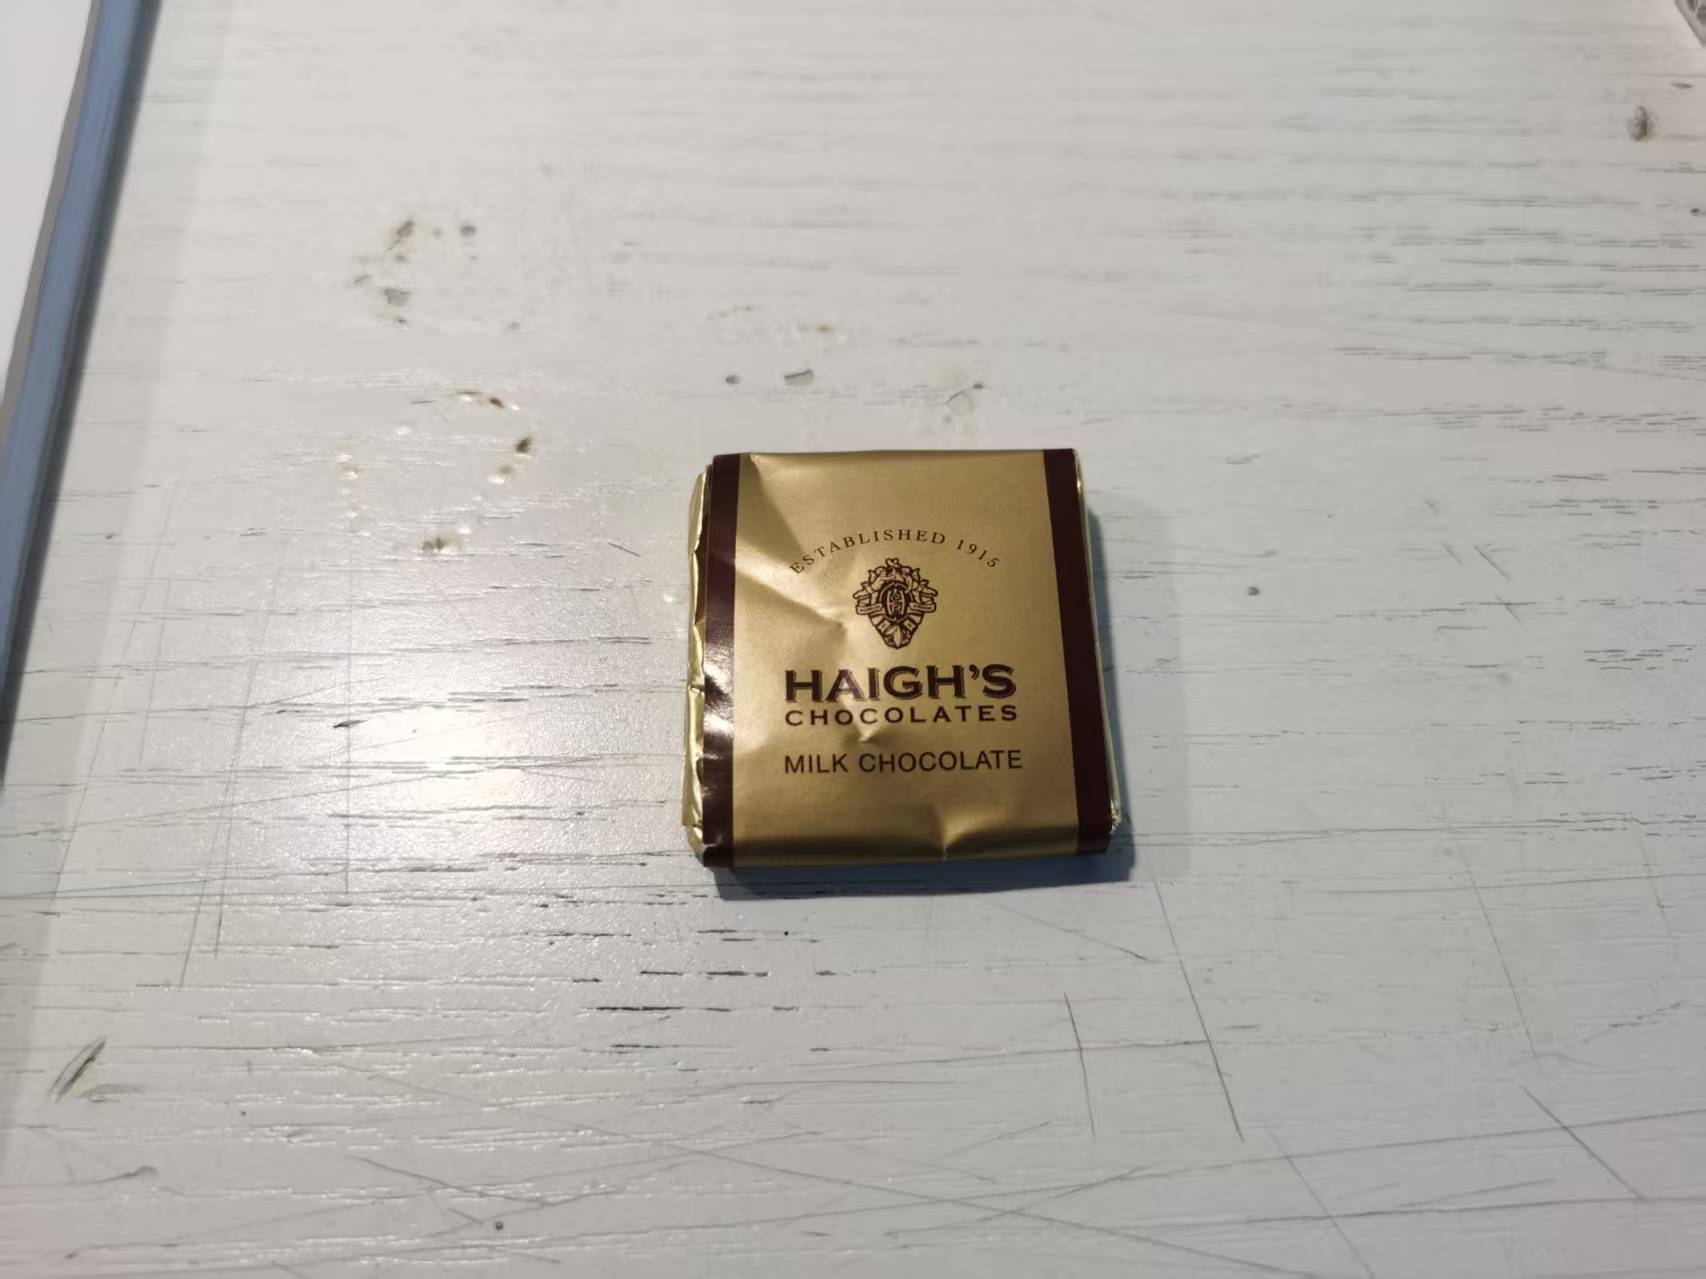 ESTABLISHED 1915
HAIGH'S
CHOCOLATES
MILK CHOCOLATE